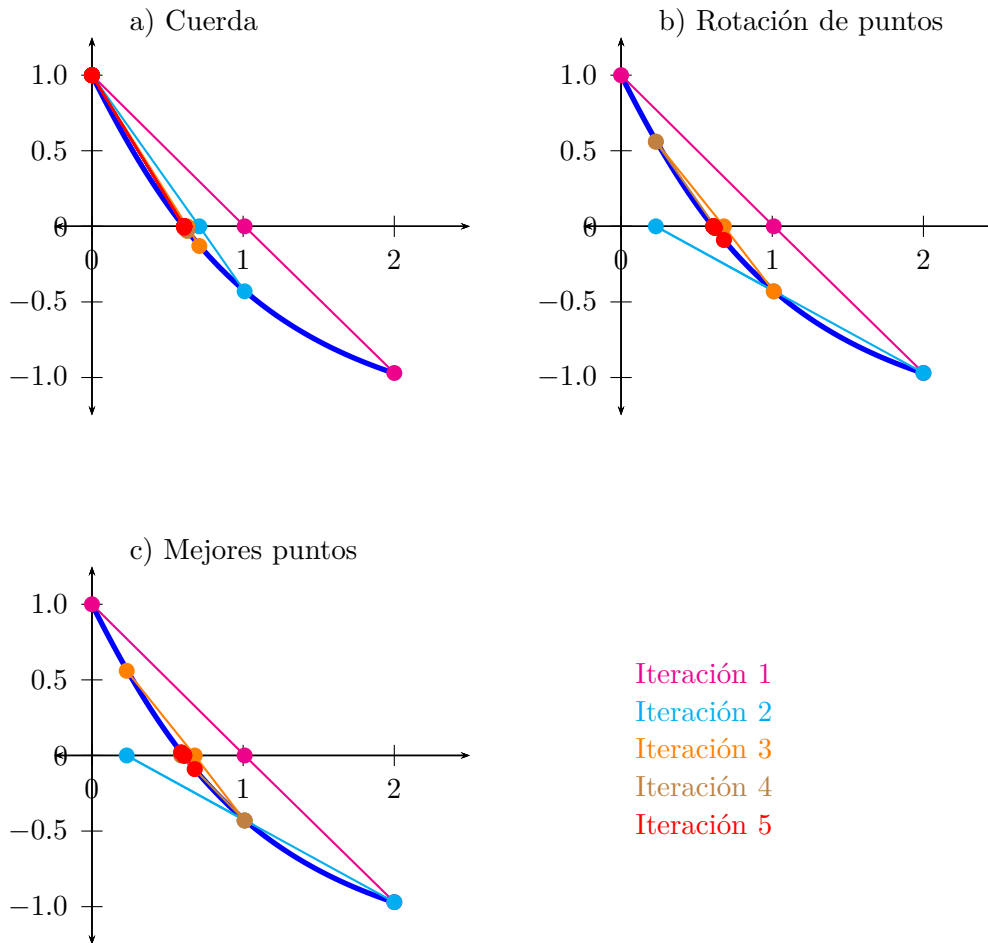 a) Cuerda
1.0
0.5
0
−0.5
−1.0
0 1 2
b) Rotación de puntos
1.0
0.5
0
−0.5
−1.0
0 1 2
c) Mejores puntos
1.0
0.5
0
−0.5
−1.0
0 1 2
Iteración 1
Iteración 2
Iteración 3
Iteración 4
Iteración 5